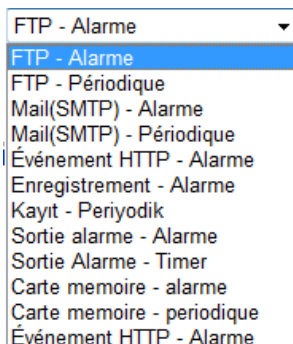 FTP - Alarme
FTP - Alarme
FTP - Périodique
Mail(SMTP) - Alarme
Mail(SMTP) - Périodique
Événement HTTP - Alarme
Enregistrement - Alarme
Kayıt - Periyodik
Sortie alarme - Alarme
Sortie Alarme - Timer
Carte memoire - alarme
Carte memoire - periodique
Événement HTTP - Alarme